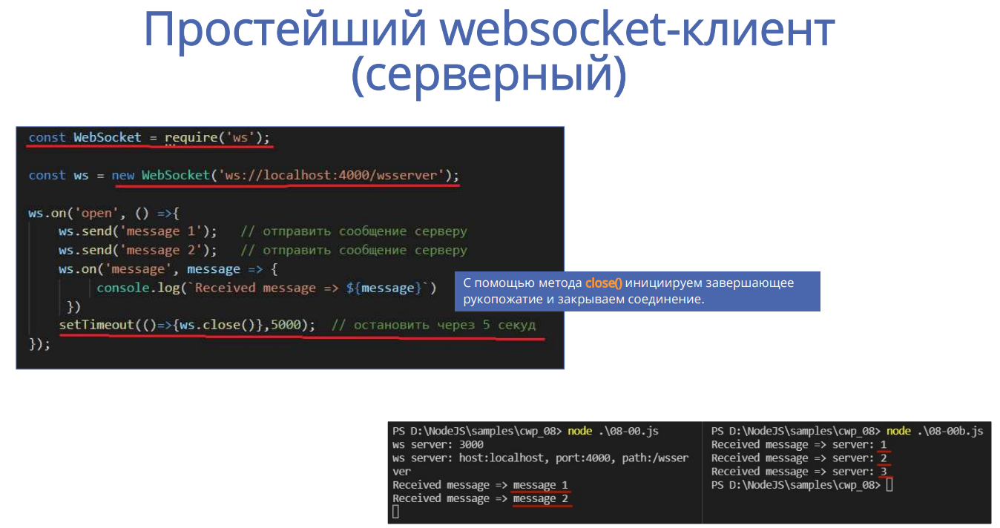 Простейший websocket-клиент
(серверный)
const WebSocket = require('ws');
const ws = new WebSocket('ws://localhost:4000/wsserver');
ws.on('open', () =>{
ws.send('message 1');   // отправить сообщение серверу
ws.send('message 2');   // отправить сообщение серверу
ws.on('message', message => {
console.log(`Received message => ${message}`)
})
setTimeout(()=>{ws.close()},5000);  // остановить через 5 секуд
});
С помощью метода close() инициируем завершающее
рукопожатие и закрываем соединение.
PS D:\NodeJS\samples\cwp_08> node .\08-00.js
ws server: 3000
ws server: host:localhost, port:4000, path:/wsser
ver
Received message => message 1
Received message => message 2
PS D:\NodeJS\samples\cwp_08> node .\08-00b.js
Received message => server: 1
Received message => server: 2
Received message => server: 3
PS D:\NodeJS\samples\cwp_08>